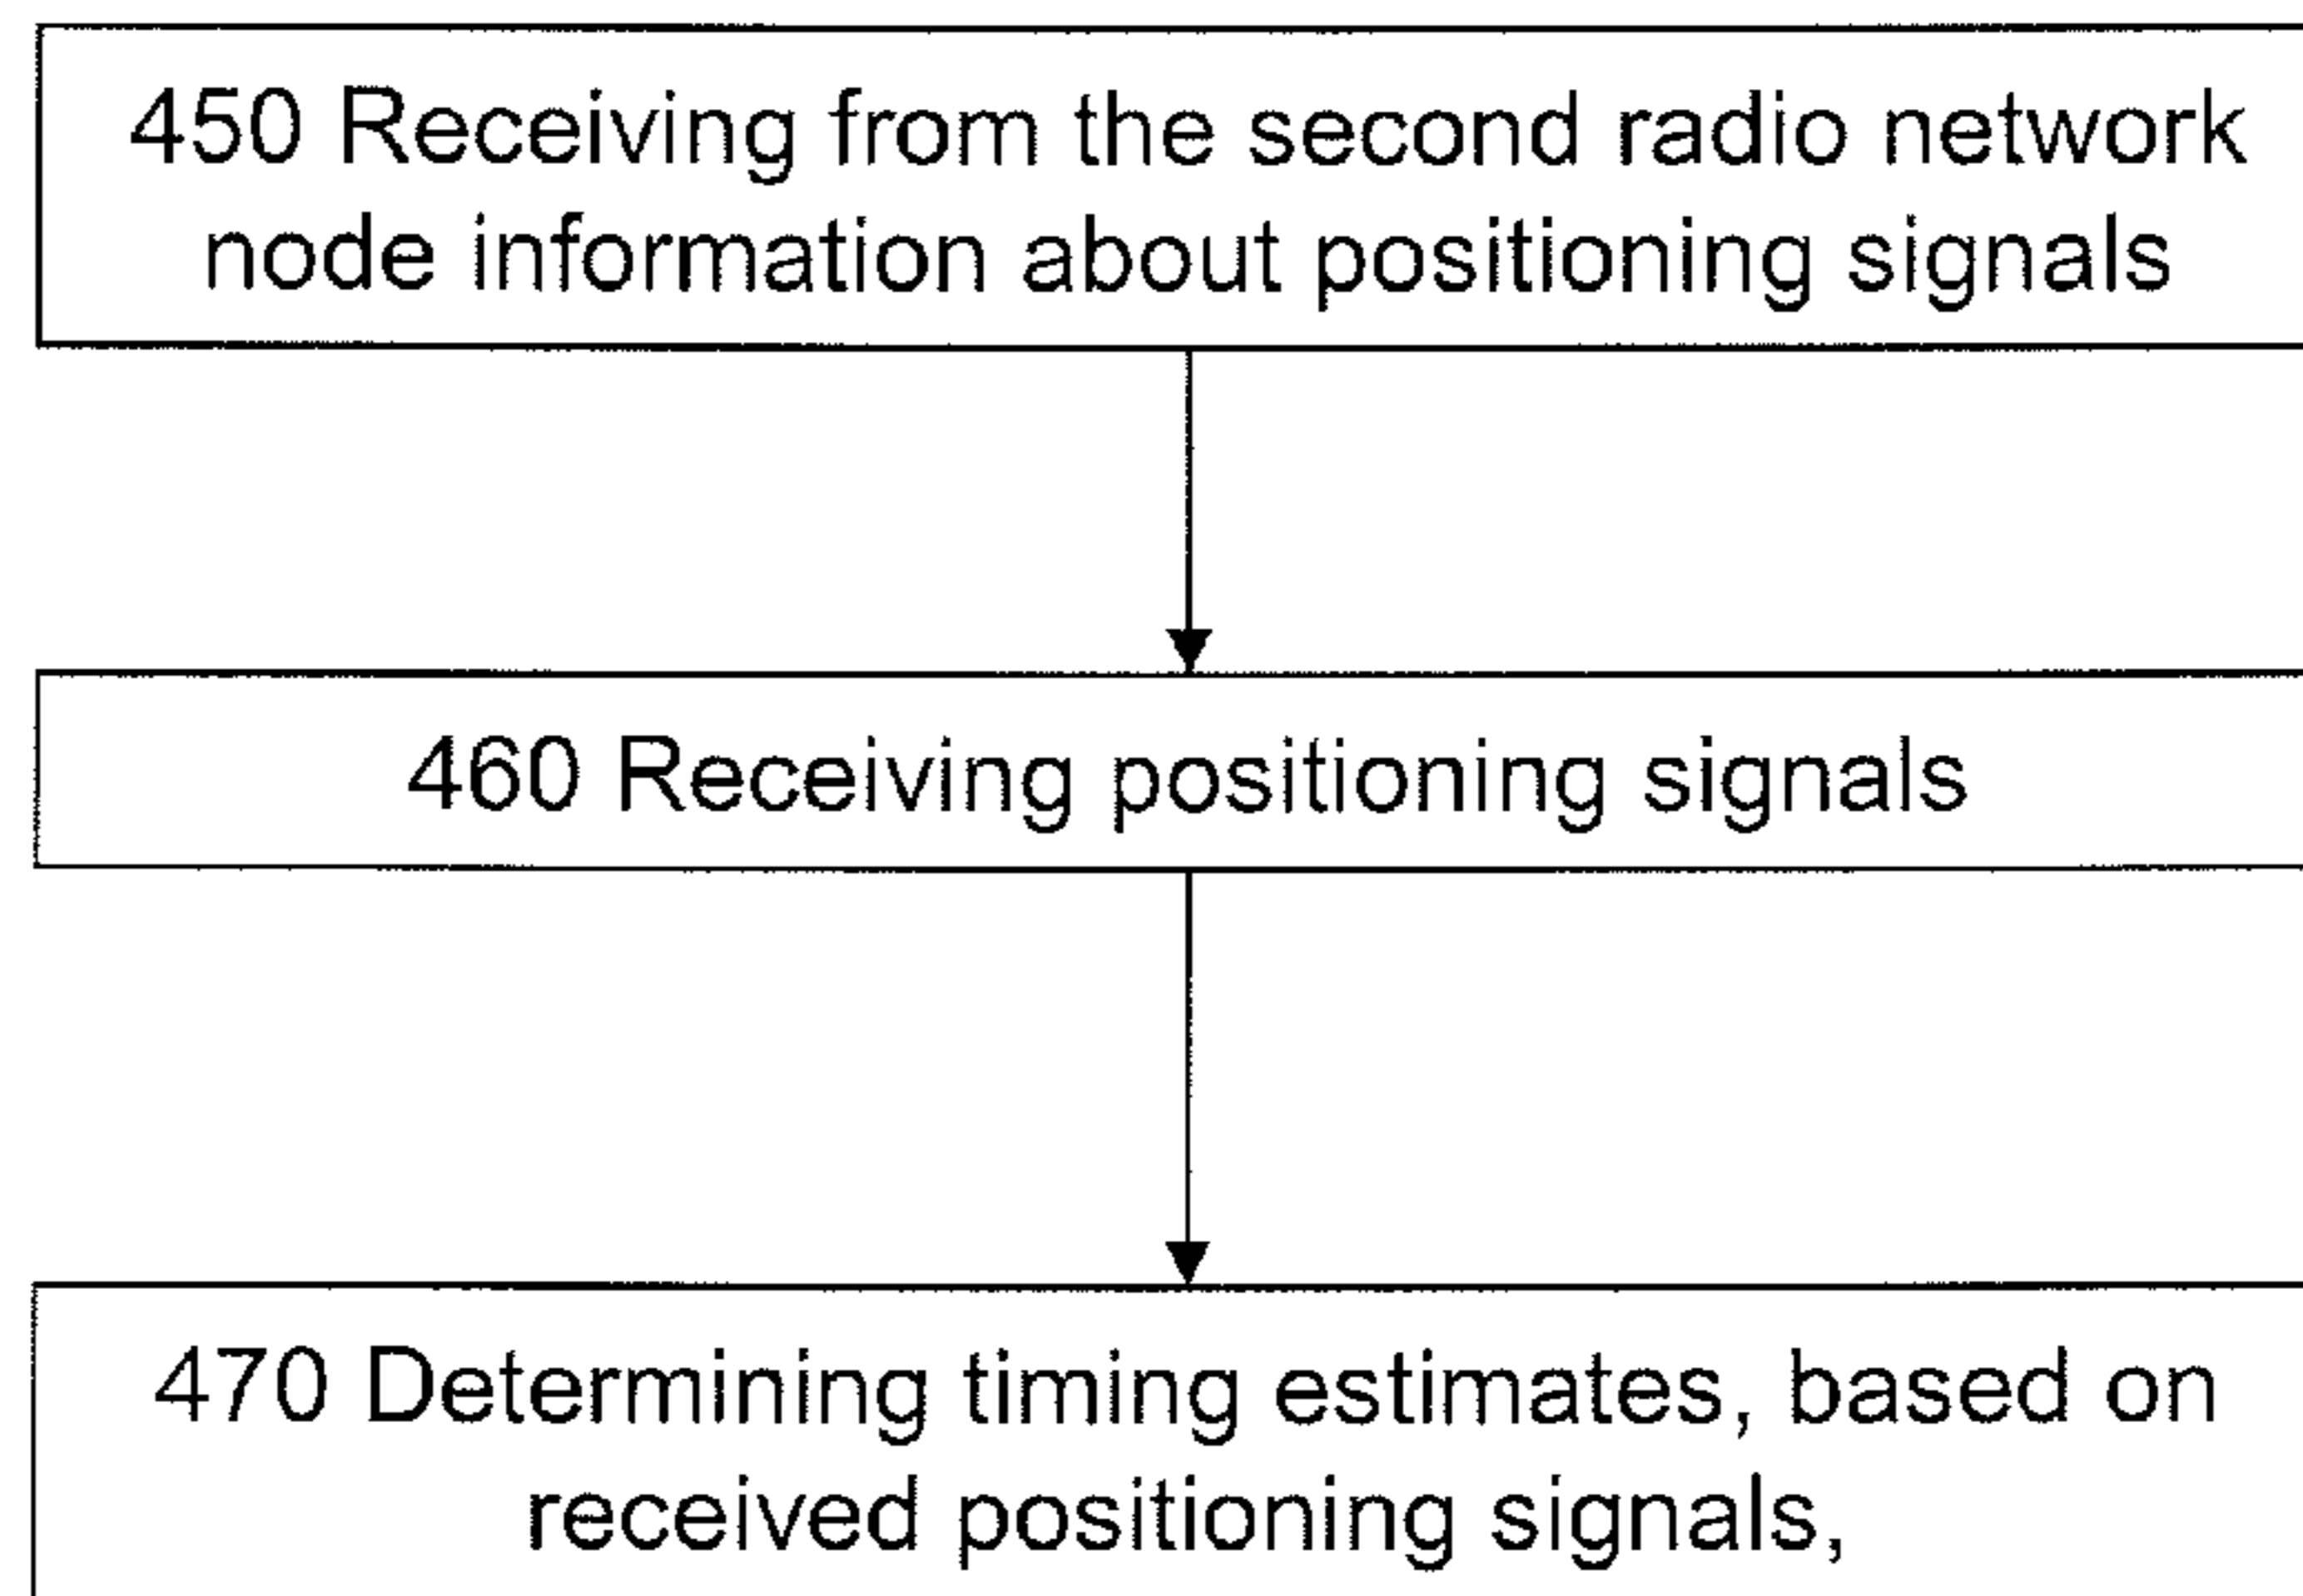 450 Receiving from the second radio network
node information about positioning signals
460 Receiving positioning signals
470 Determining timing estimates, based on
received positioning signals,